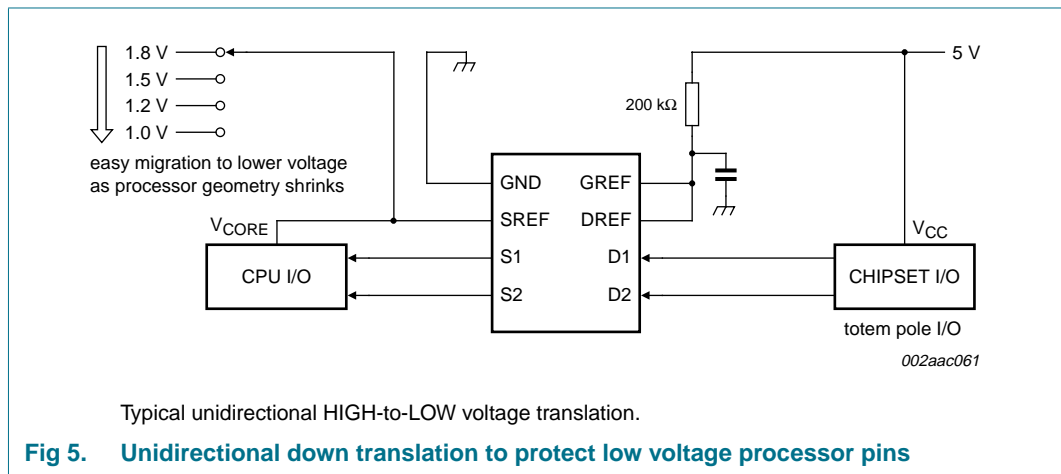 1.8 V
1.5 V
1.2 V
1.0 V
easy migration to lower voltage
as processor geometry shrinks
5 V
200 kΩ
GND
GREF
SREF
DREF
S1
D1
S2
D2
VCORE
CPU I/O
VCC
CHIPSET I/O
totem pole I/O
002aac061
Typical unidirectional HIGH-to-LOW voltage translation.
Fig 5. Unidirectional down translation to protect low voltage processor pins